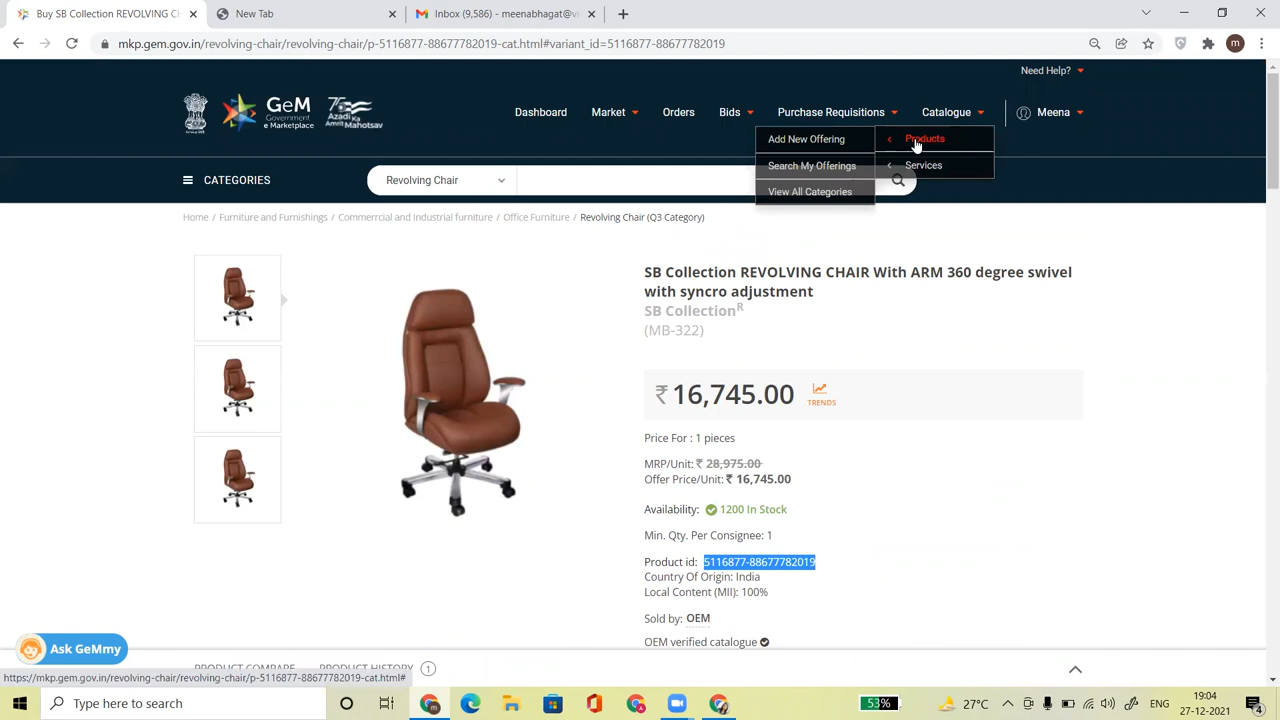 Buy SB Collection REVOLVING CH
New Tab
Inbox (9,586) - meenabhagat@v
mkp.gem.gov.in/revolving-chair/revolving-chair/p-5116877-88677782019-cat.html#variant_id=5116877-88677782019
m
Need Help?
GeM
Government
e Marketplace
75
Azadi Ka
Amrit Mahotsav
Dashboard
Market
Orders
Bids
Purchase Requisitions
Catalogue
Meena
Add New Offering
Search My Offerings
View All Categories
Products
Services
CATEGORIES
Revolving Chair
Home / Furniture and Furnishings / Commerrcial and Industrial furniture / Office Furniture / Revolving Chair (Q3 Category)
SB Collection REVOLVING CHAIR With ARM 360 degree swivel
with syncro adjustment
SB Collection R
(MB-322)
₹ 16,745.00
TRENDS
Price For : 1 pieces
MRP/Unit: ₹ 28,975.00
Offer Price/Unit: ₹ 16,745.00
Availability: 1200 In Stock
Min. Qty. Per Consignee: 1
Product id: 5116877-88677782019
Country Of Origin: India
Local Content (MII): 100%
Sold by: OEM
OEM verified catalogue
Ask GeMmy
PRODUCT COMPARE
PRODUCT HISTORY 1
https://mkp.gem.gov.in/revolving-chair/revolving-chair/p-5116877-88677782019-cat.html#
Type here to search
53%
27°C
ENG
19:04
27-12-2021
4